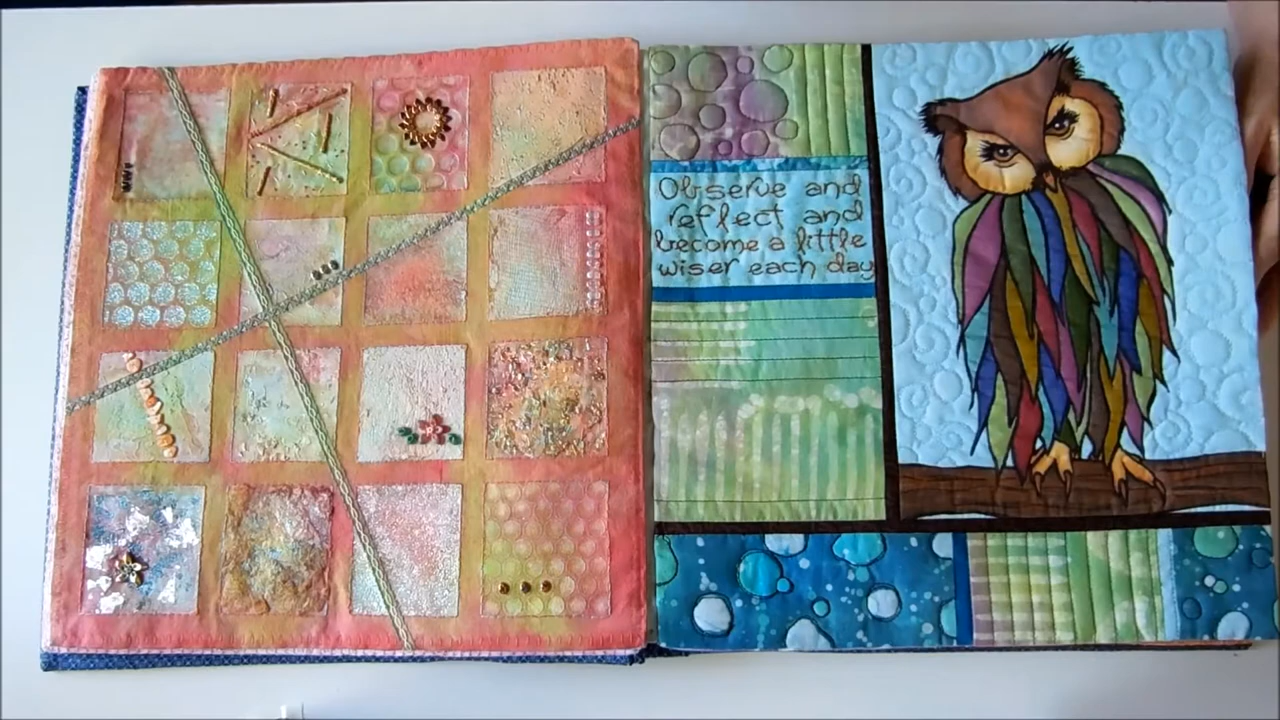 Observe and
reflect and
become a little
wiser each day